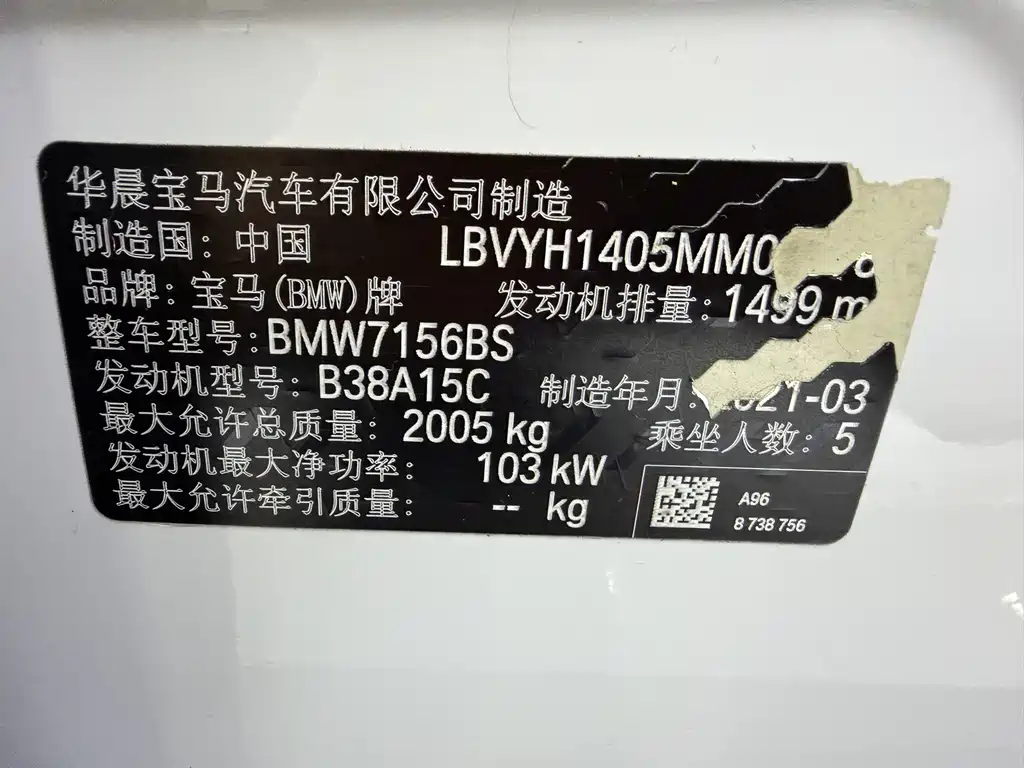 华晨宝马汽车有限公司制造
制造国：中国 LBVYH1405MM0 8
品牌：宝马(BMW)牌 发动机排量：1499 m
整车型号：BMW7156BS
发动机型号：B38A15C 制造年月： 021-03
最大允许总质量：2005 kg 乘坐人数：5
发动机最大净功率：103 kW
最大允许牵引质量：-- kg
A96
8 738 756